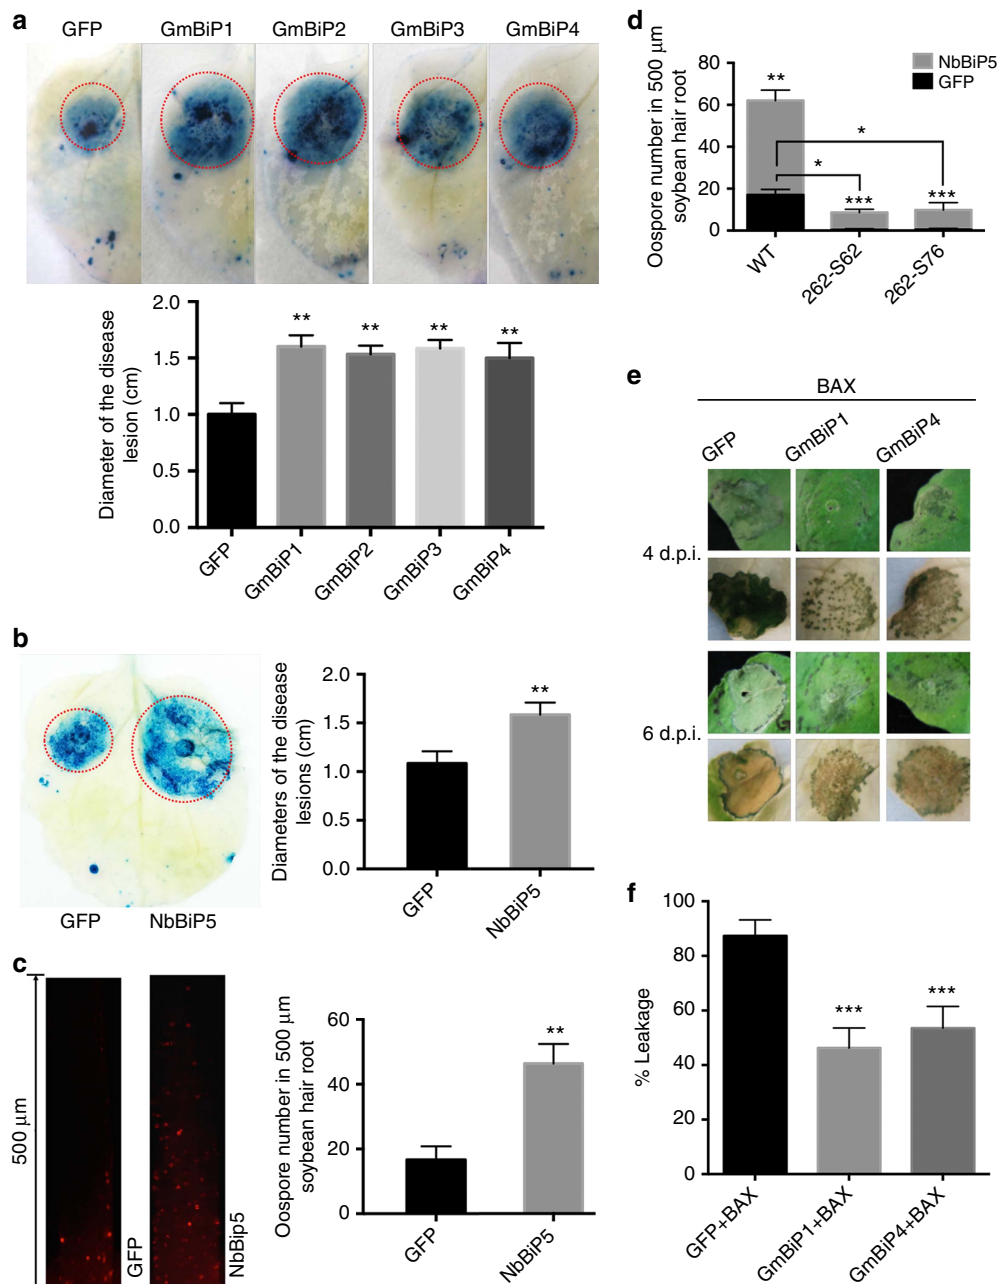 a
GFP GmBiP1 GmBiP2 GmBiP3 GmBiP4
Diameter of the disease
lesion (cm)
2.0
1.5
1.0
0.5
0.0
** ** ** **
GFP GmBiP1 GmBiP2 GmBiP3 GmBiP4
b
GFP NbBiP5
Diameters of the disease
lesions (cm)
2.0
1.5
1.0
0.5
0.0
**
GFP NbBiP5
c
500 µm
GFP
NbBip5
Oospore number in 500 µm
soybean hair root
60
40
20
0
**
GFP NbBiP5
d
Oospore number in 500 µm
soybean hair root
80
60
40
20
0
NbBiP5
GFP
**
*
*
*** ***
WT 262-S62 262-S76
e
BAX
GFP GmBiP1 GmBiP4
4 d.p.i.
6 d.p.i.
f
% Leakage
100
80
60
40
20
0
*** ***
GFP+BAX GmBiP1+BAX GmBiP4+BAX